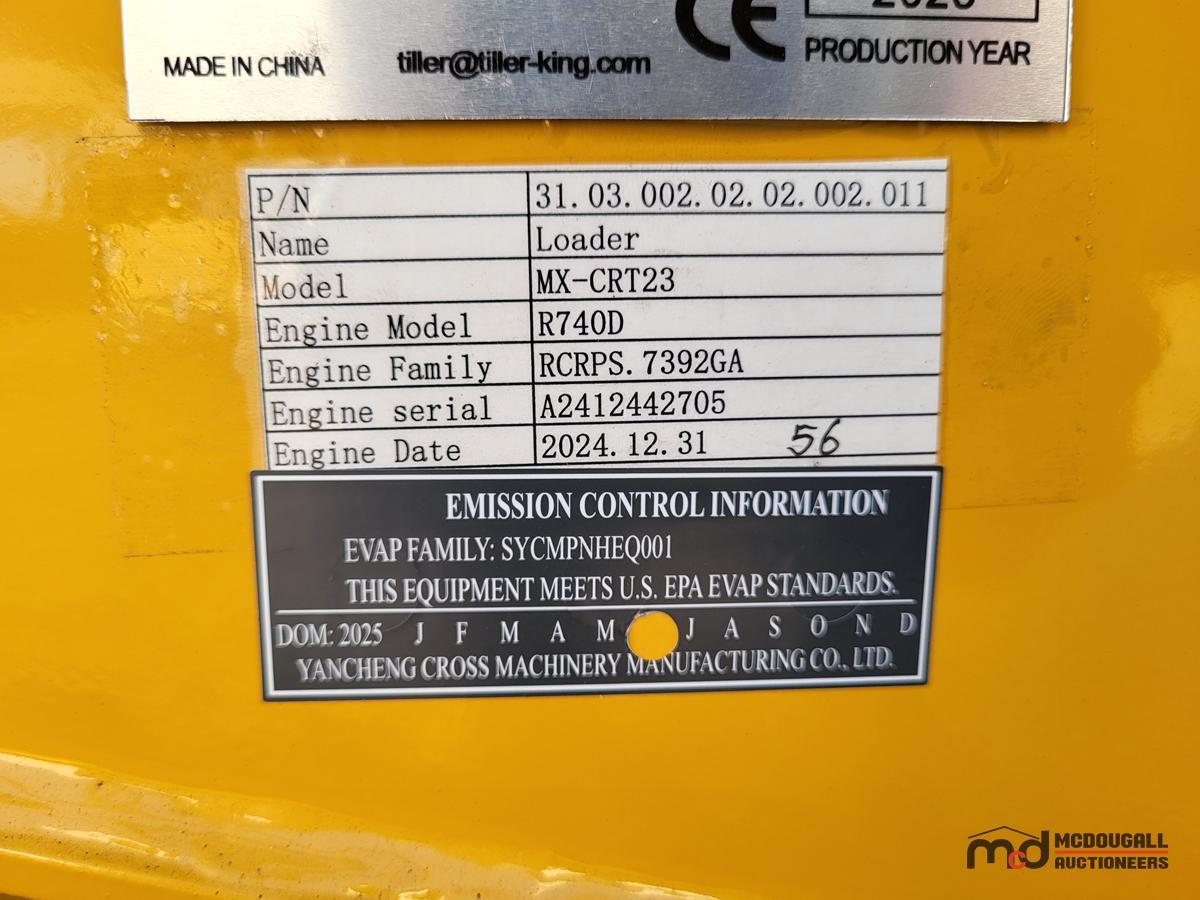 CE
MADE IN CHINA tiller@tiller-king.com PRODUCTION YEAR
P/N 31.03.002.02.02.002.011
Name Loader
Model MX-CRT23
Engine Model R740D
Engine Family RCRPS.7392GA
Engine serial A2412442705
Engine Date 2024.12.31 56
EMISSION CONTROL INFORMATION
EVAP FAMILY: SYCMPNHEQ001
THIS EQUIPMENT MEETS U.S. EPA EVAP STANDARDS.
DOM: 2025 J F M A M J A S O N D
YANCHENG CROSS MACHINERY MANUFACTURING CO., LTD.
mcd MCDOUGALL
AUCTIONEERS